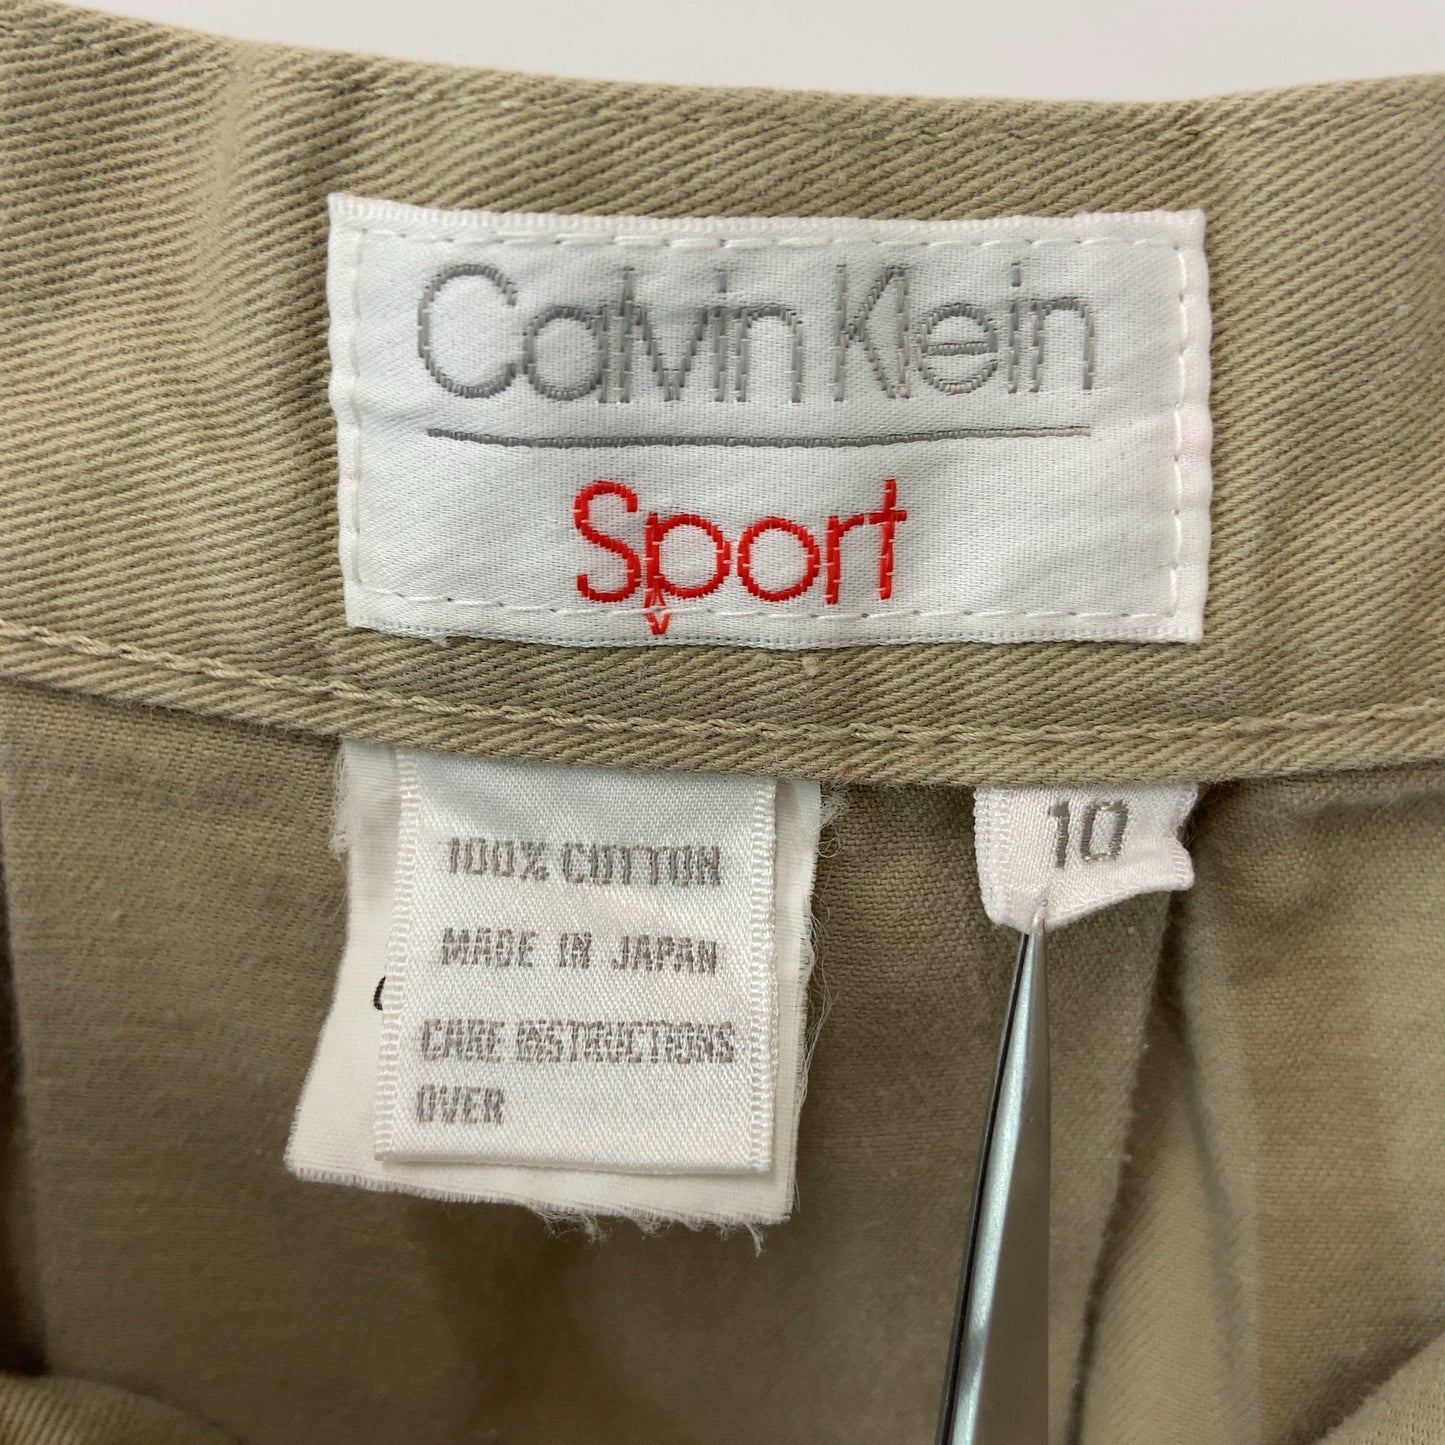 Calvin Klein
Sport
100% COTTON
MADE IN JAPAN
CARE INSTRUCTIONS
OVER
10